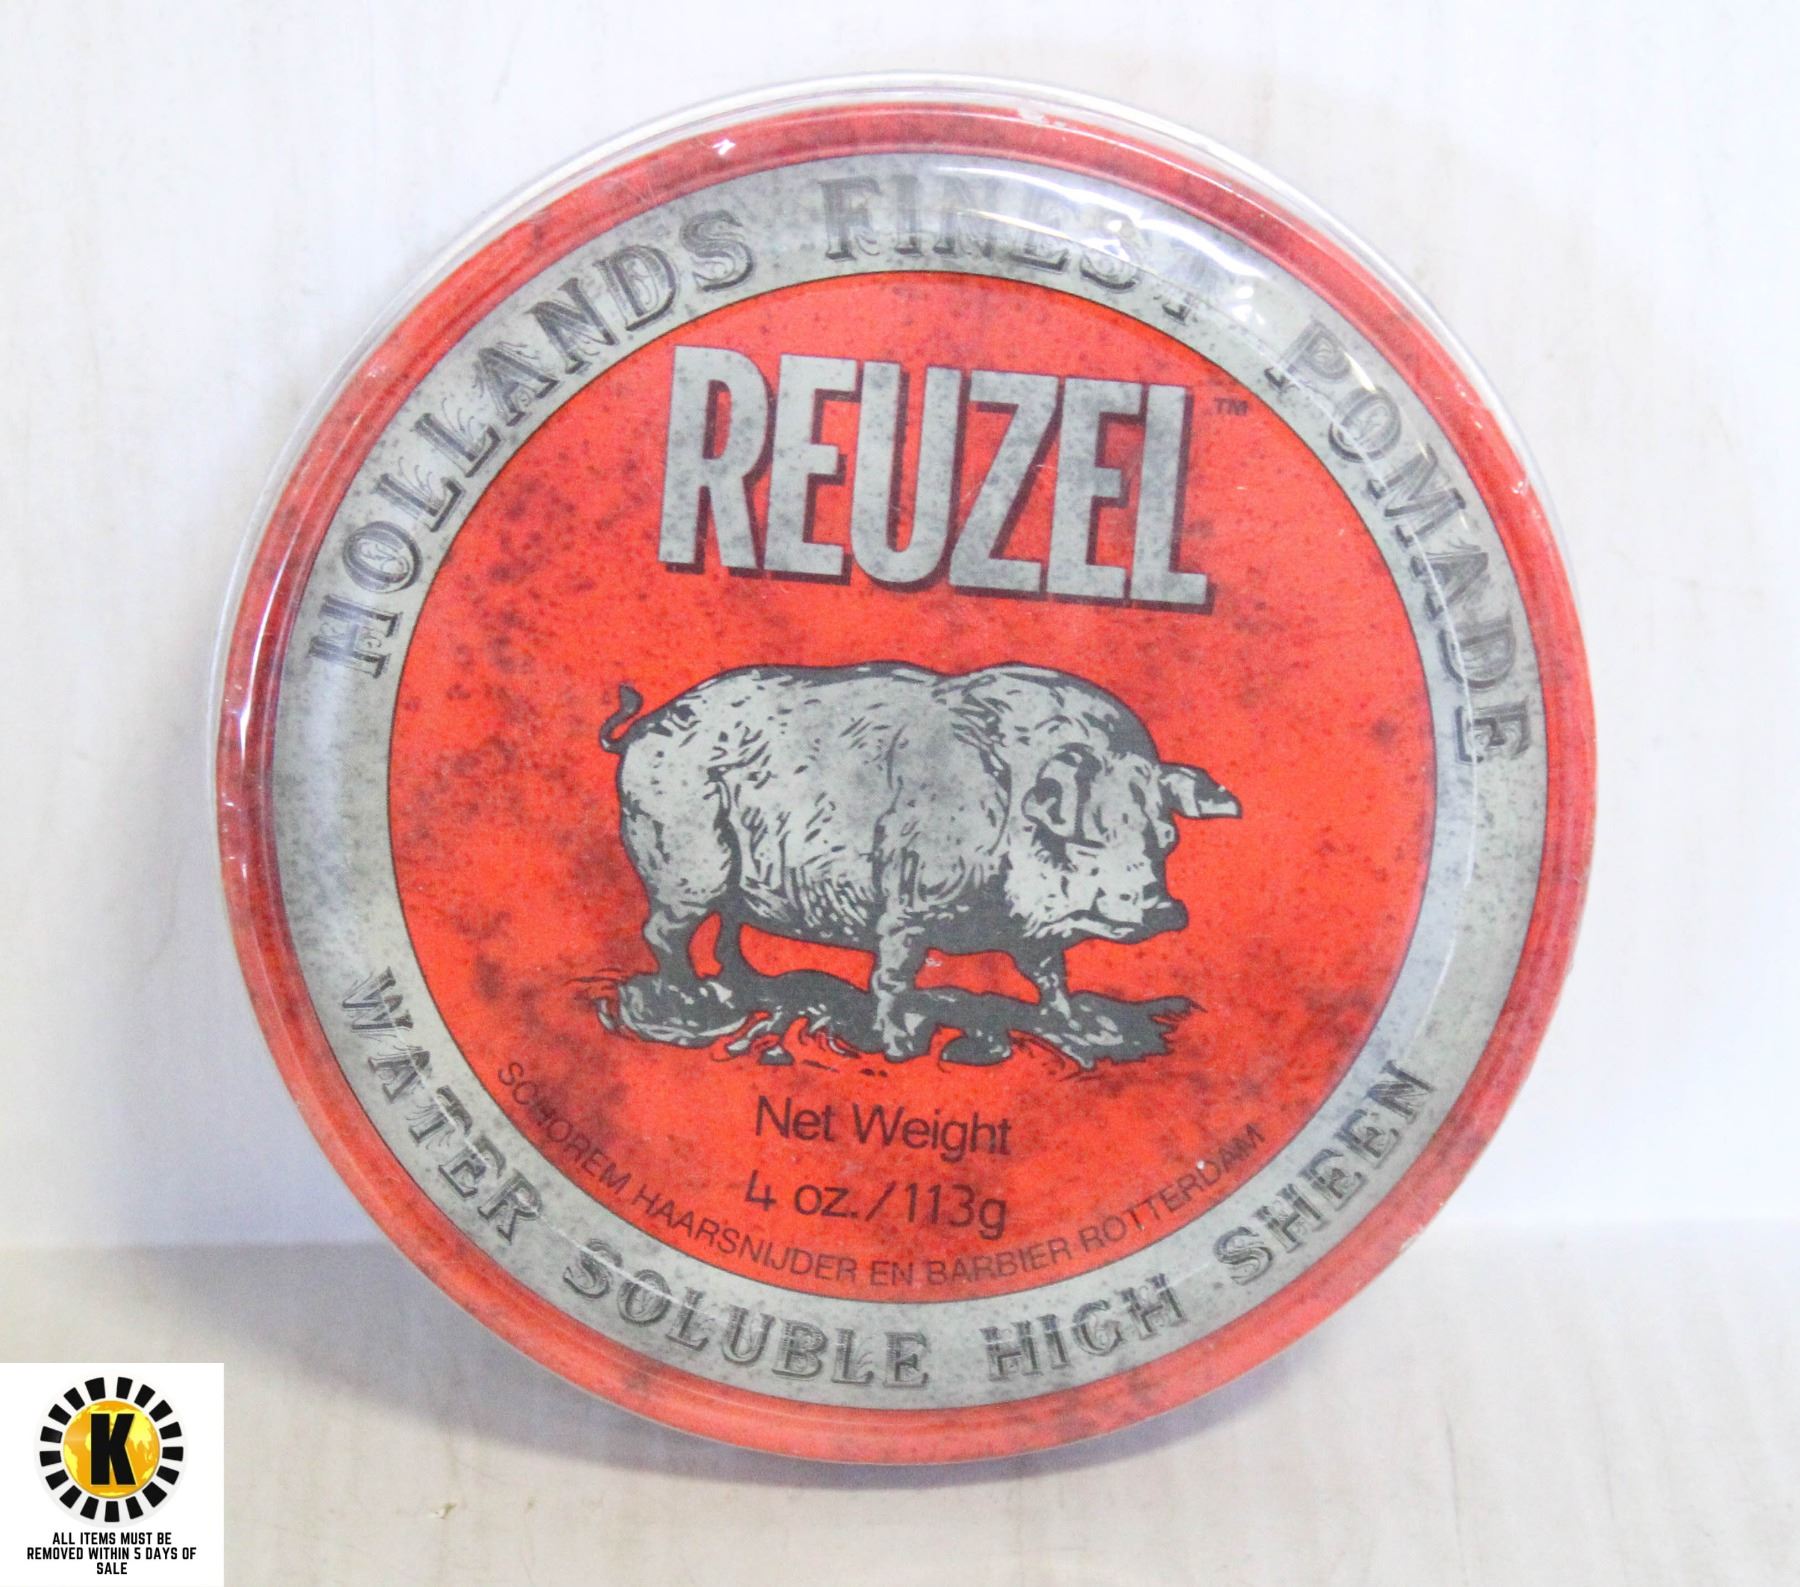 HOLLANDS FINEST POMADE
REUZEL™
Net Weight
4 oz./113g
SCHOREM HAARSNIJDER EN BARBIER ROTTERDAM
WATER SOLUBLE HIGH SHEEN
K
ALL ITEMS MUST BE
REMOVED WITHIN 5 DAYS OF
SALE